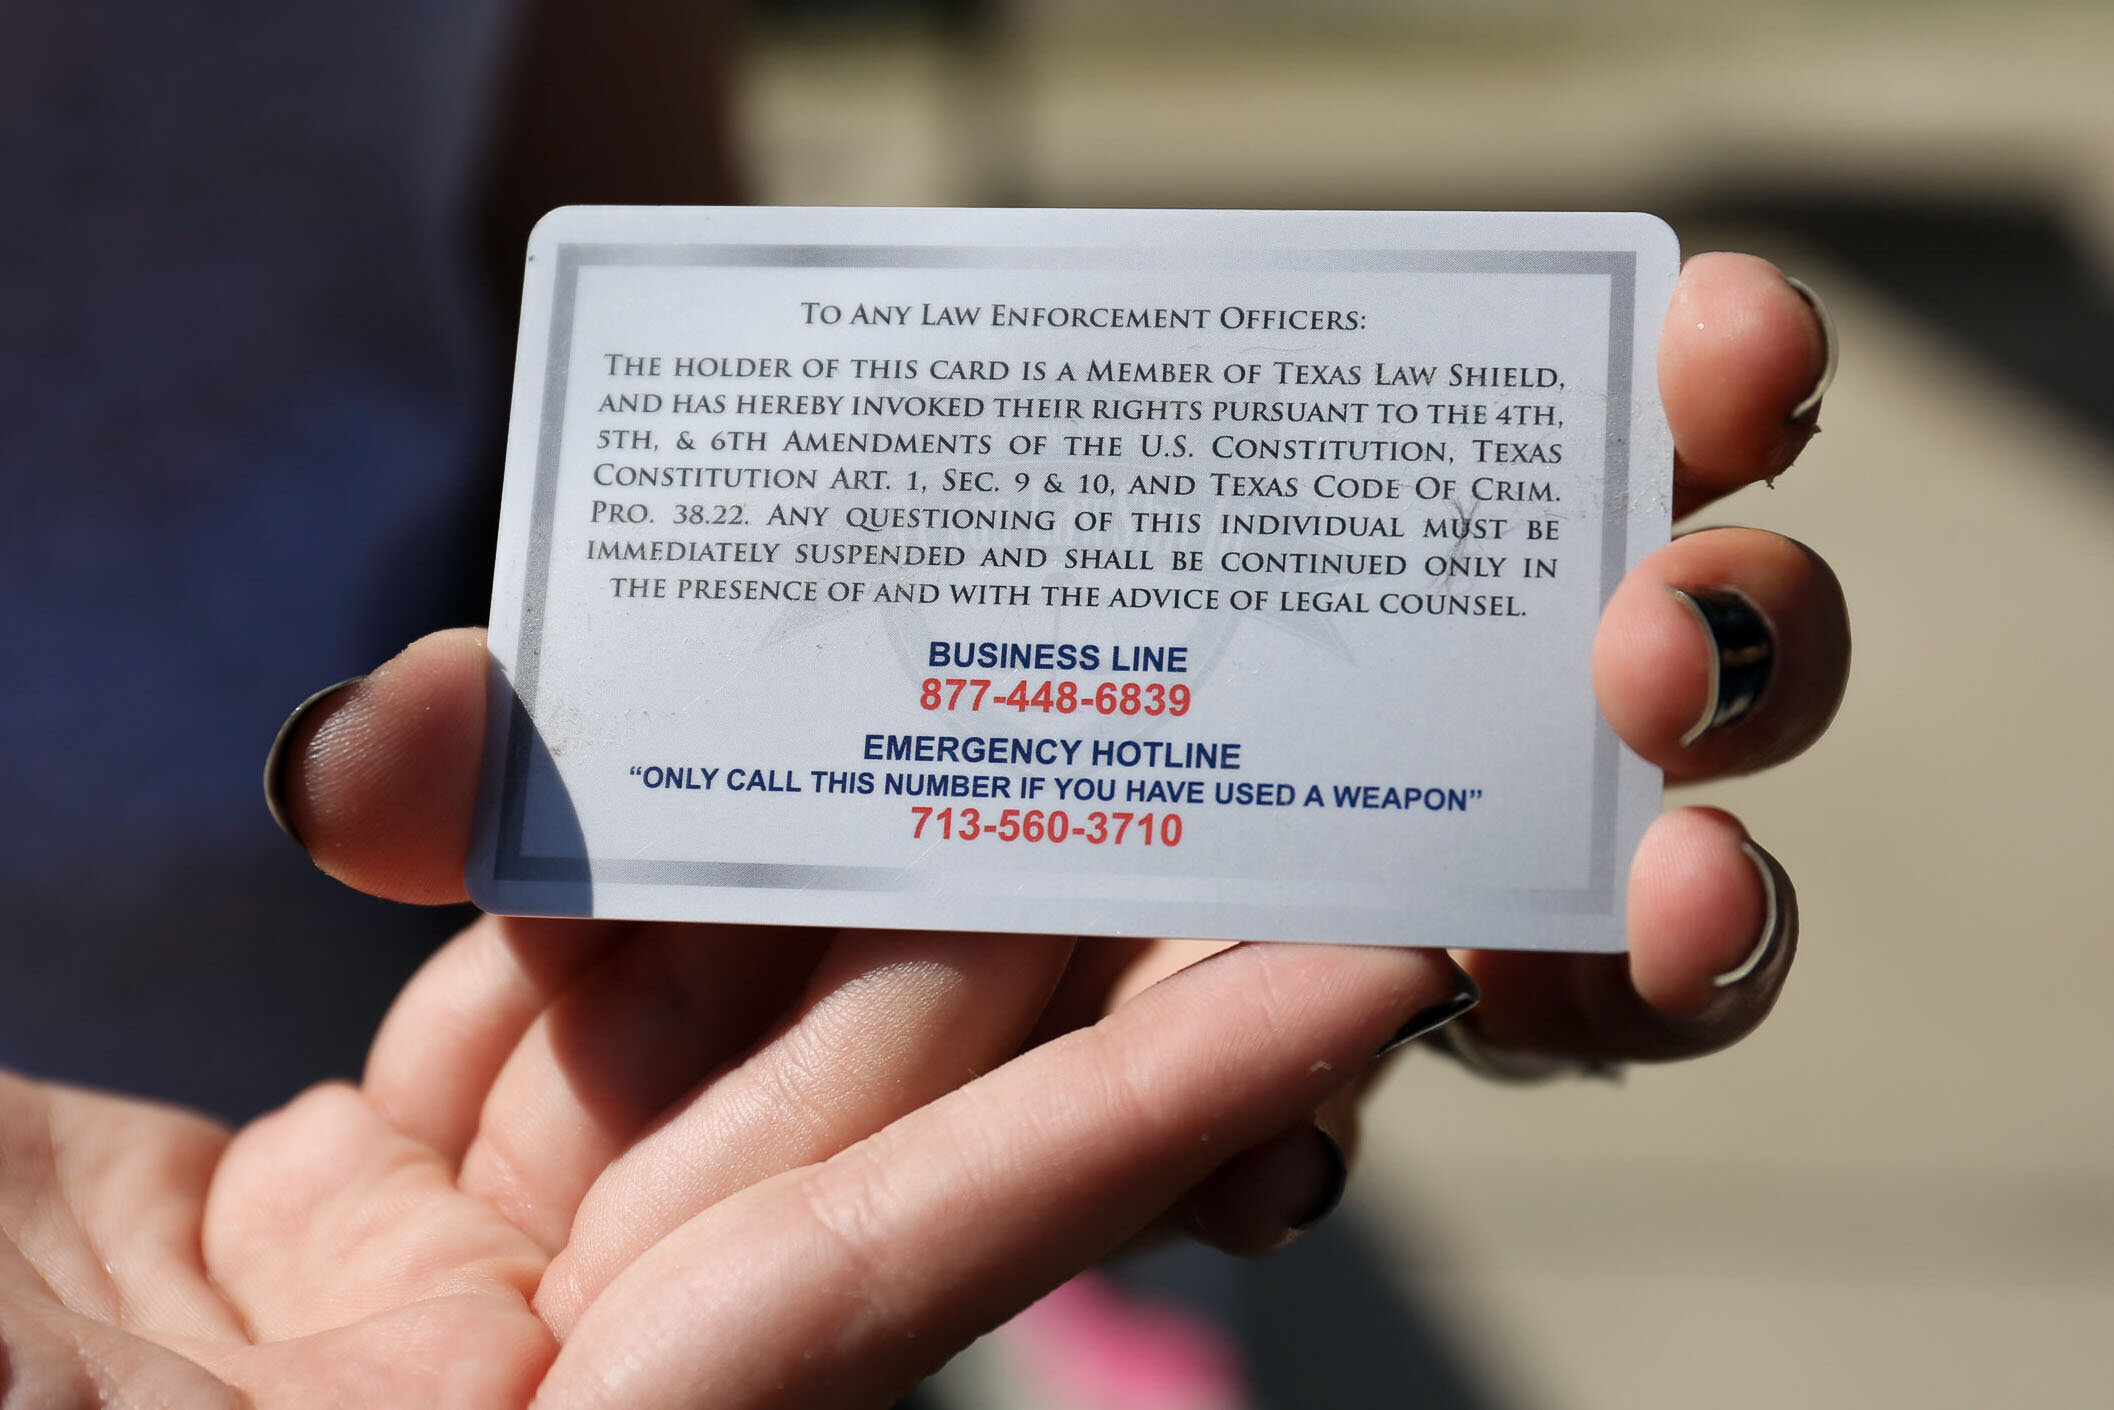 To Any Law Enforcement Officers:
The holder of this card is a Member of Texas Law Shield,
and has hereby invoked their rights pursuant to the 4th,
5th, & 6th Amendments of the U.S. Constitution, Texas
Constitution Art. 1, Sec. 9 & 10, and Texas Code Of Crim.
Pro. 38.22. Any questioning of this individual must be
immediately suspended and shall be continued only in
the presence of and with the advice of legal counsel.
BUSINESS LINE
877-448-6839
EMERGENCY HOTLINE
“ONLY CALL THIS NUMBER IF YOU HAVE USED A WEAPON”
713-560-3710